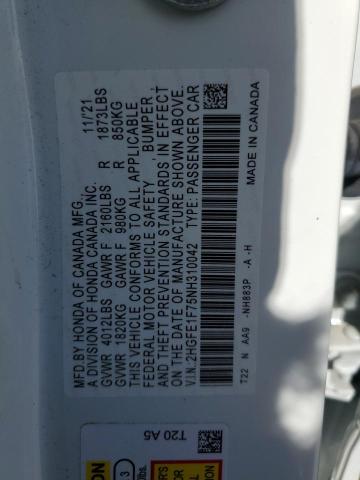 MFD.BY HONDA OF CANADA MFG. 11/'21
A DIVISION OF HONDA CANADA INC.
GVWR 4012LBS GAWR F 2160LBS R 1873LBS
GVWR 1820KG GAWR F 980KG R 850KG
THIS VEHICLE CONFORMS TO ALL APPLICABLE
FEDERAL MOTOR VEHICLE SAFETY, BUMPER,
AND THEFT PREVENTION STANDARDS IN EFFECT
ON THE DATE OF MANUFACTURE SHOWN ABOVE.
V.I.N.:2HGFE1F75NH310042 TYPE: PASSENGER CAR
T22 N AA9 -NH883P -A -H
MADE IN CANADA
T20 A5